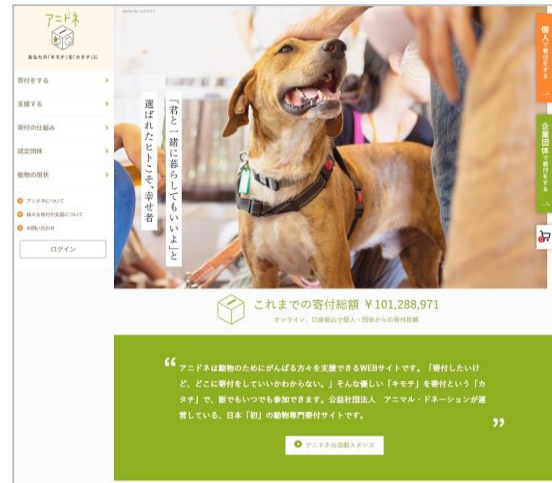 アニドネ
あなたの「キモチ」を「カタチ」に
寄付をする
支援する
寄付の仕組み
認定団体
動物の現状
アニドネについて
様々な寄付や支援について
お問い合わせ
ログイン
「君と一緒に暮らしてもいいよ」と
選ばれたヒトこそ、幸せ者
個人で寄付をする
企業団体で寄付をする
これまでの寄付総額 ￥101,288,971
オンライン、口座振込で個人・団体からの寄付総額
“アニドネは動物のためにがんばる方々を支援できるWEBサイトです。「寄付したいけ
ど、どこに寄付をしていいかわからない。」そんな優しい「キモチ」を寄付という「カ
タチ」で、誰でもいつでも参加できます。公益社団法人　アニマル・ドネーションが運
営している、日本「初」の動物専門寄付サイトです。”
アニドネの活動スタンス